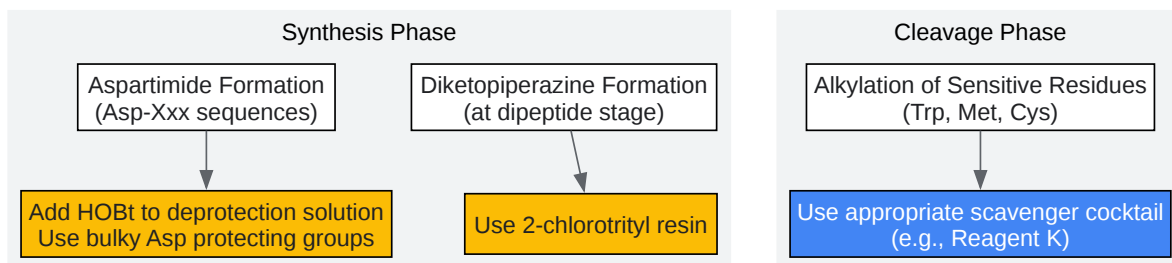 Synthesis Phase
Aspartimide Formation
(Asp-Xxx sequences)
Diketopiperazine Formation
(at dipeptide stage)
Add HOBt to deprotection solution
Use bulky Asp protecting groups
Use 2-chlorotrityl resin
Cleavage Phase
Alkylation of Sensitive Residues
(Trp, Met, Cys)
Use appropriate scavenger cocktail
(e.g., Reagent K)